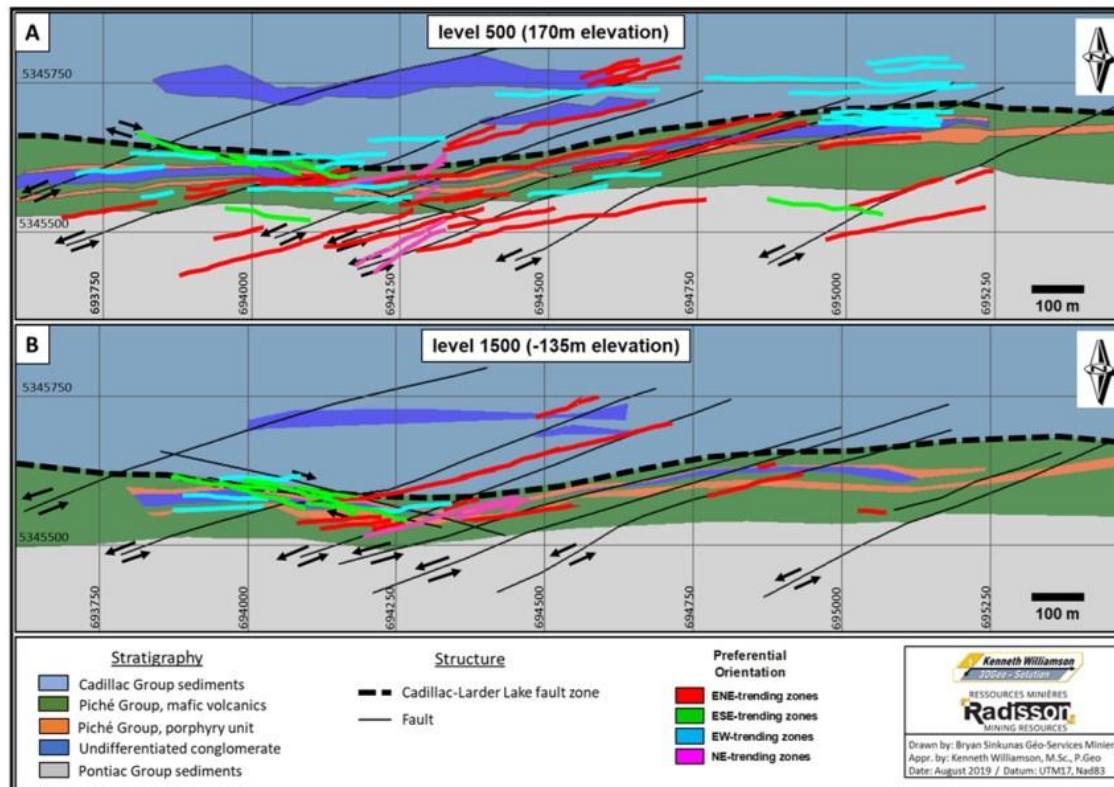 A
level 500 (170m elevation)
5345750
5345500
693750
694000
694250
694500
694750
695000
695250
100 m
B
level 1500 (-135m elevation)
5345750
5345500
693750
694000
694250
694500
694750
695000
695250
100 m
Stratigraphy
Cadillac Group sediments
Piché Group, mafic volcanics
Piché Group, porphyry unit
Undifferentiated conglomerate
Pontiac Group sediments
Structure
Cadillac-Larder Lake fault zone
Fault
Preferential
Orientation
ENE-trending zones
ESE-trending zones
EW-trending zones
NE-trending zones
Kenneth Williamson
3DGeo - Solution
RESSOURCES MINIÈRES
Radisson
MINING RESOURCES
Drawn by: Bryan Sinkunas Géo-Services Minier
Appr. by: Kenneth Williamson, M.Sc., P.Geo
Date: August 2019 / Datum: UTM17, Nad83